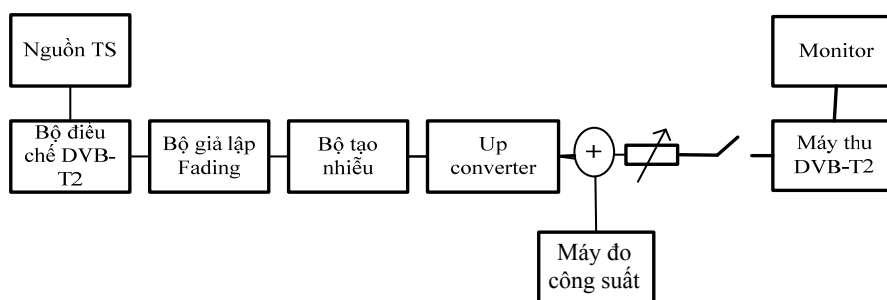 Nguồn TS
Monitor
Bộ điều
chế DVB-
T2
Bộ giả lập
Fading
Bộ tạo
nhiễu
Up
converter
+
Máy thu
DVB-T2
Máy đo
công suất